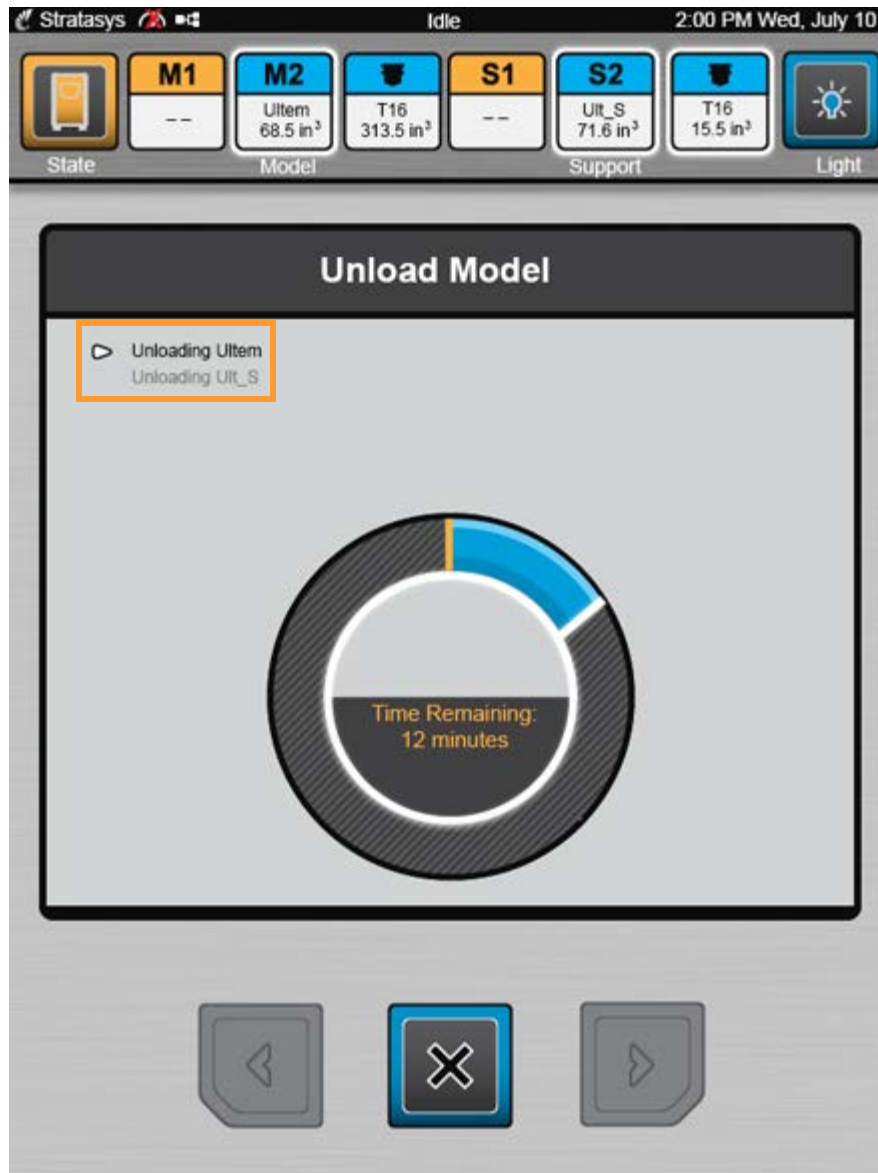 Stratasys Idle 2:00 PM Wed, July 10
M1 M2 S1 S2
-- Ultem T16 -- Ult_S T16
68.5 in³ 313.5 in³ 71.6 in³ 15.5 in³
State Model Support Light
Unload Model
Unloading Ultem
Unloading Ult_S
Time Remaining:
12 minutes